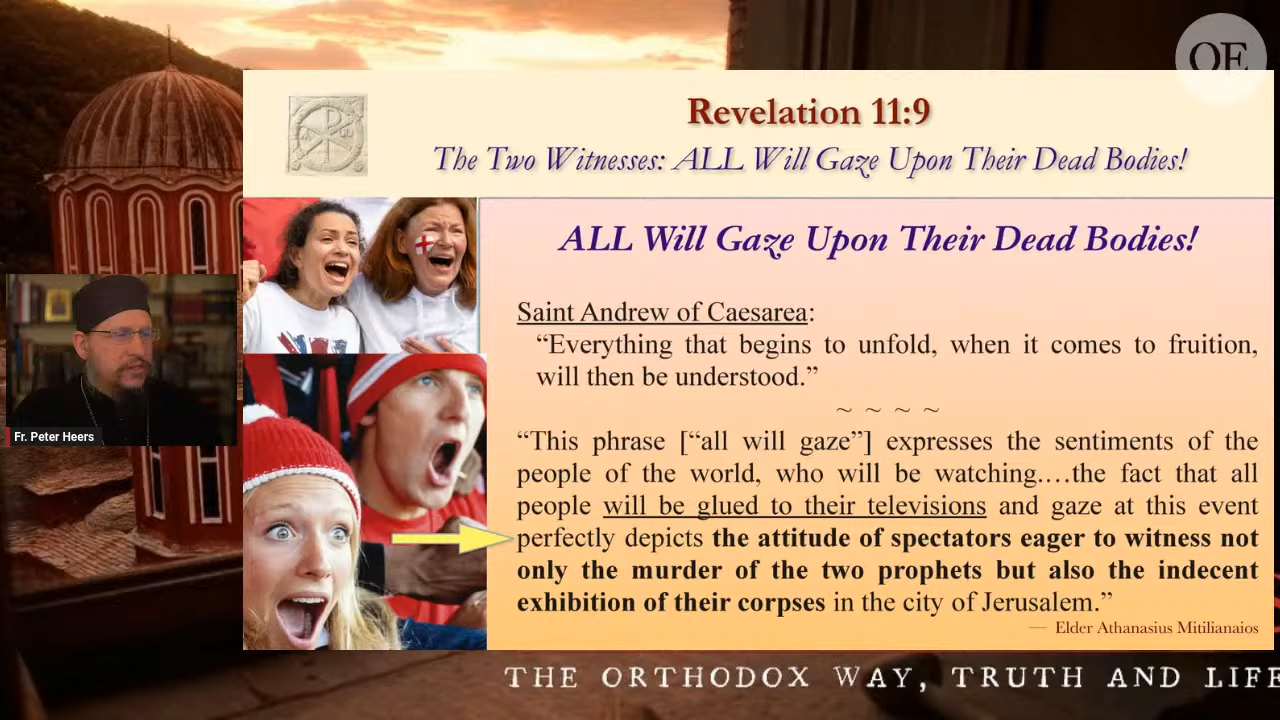 OE
Revelation 11:9
The Two Witnesses: ALL Will Gaze Upon Their Dead Bodies!
ALL Will Gaze Upon Their Dead Bodies!
Saint Andrew of Caesarea:
“Everything that begins to unfold, when it comes to fruition,
will then be understood.”
~ ~ ~ ~
“This phrase [“all will gaze”] expresses the sentiments of the
people of the world, who will be watching.…the fact that all
people will be glued to their televisions and gaze at this event
perfectly depicts the attitude of spectators eager to witness not
only the murder of the two prophets but also the indecent
exhibition of their corpses in the city of Jerusalem.”
— Elder Athanasius Mitilianaios
Fr. Peter Heers
THE ORTHODOX WAY, TRUTH AND LIFE